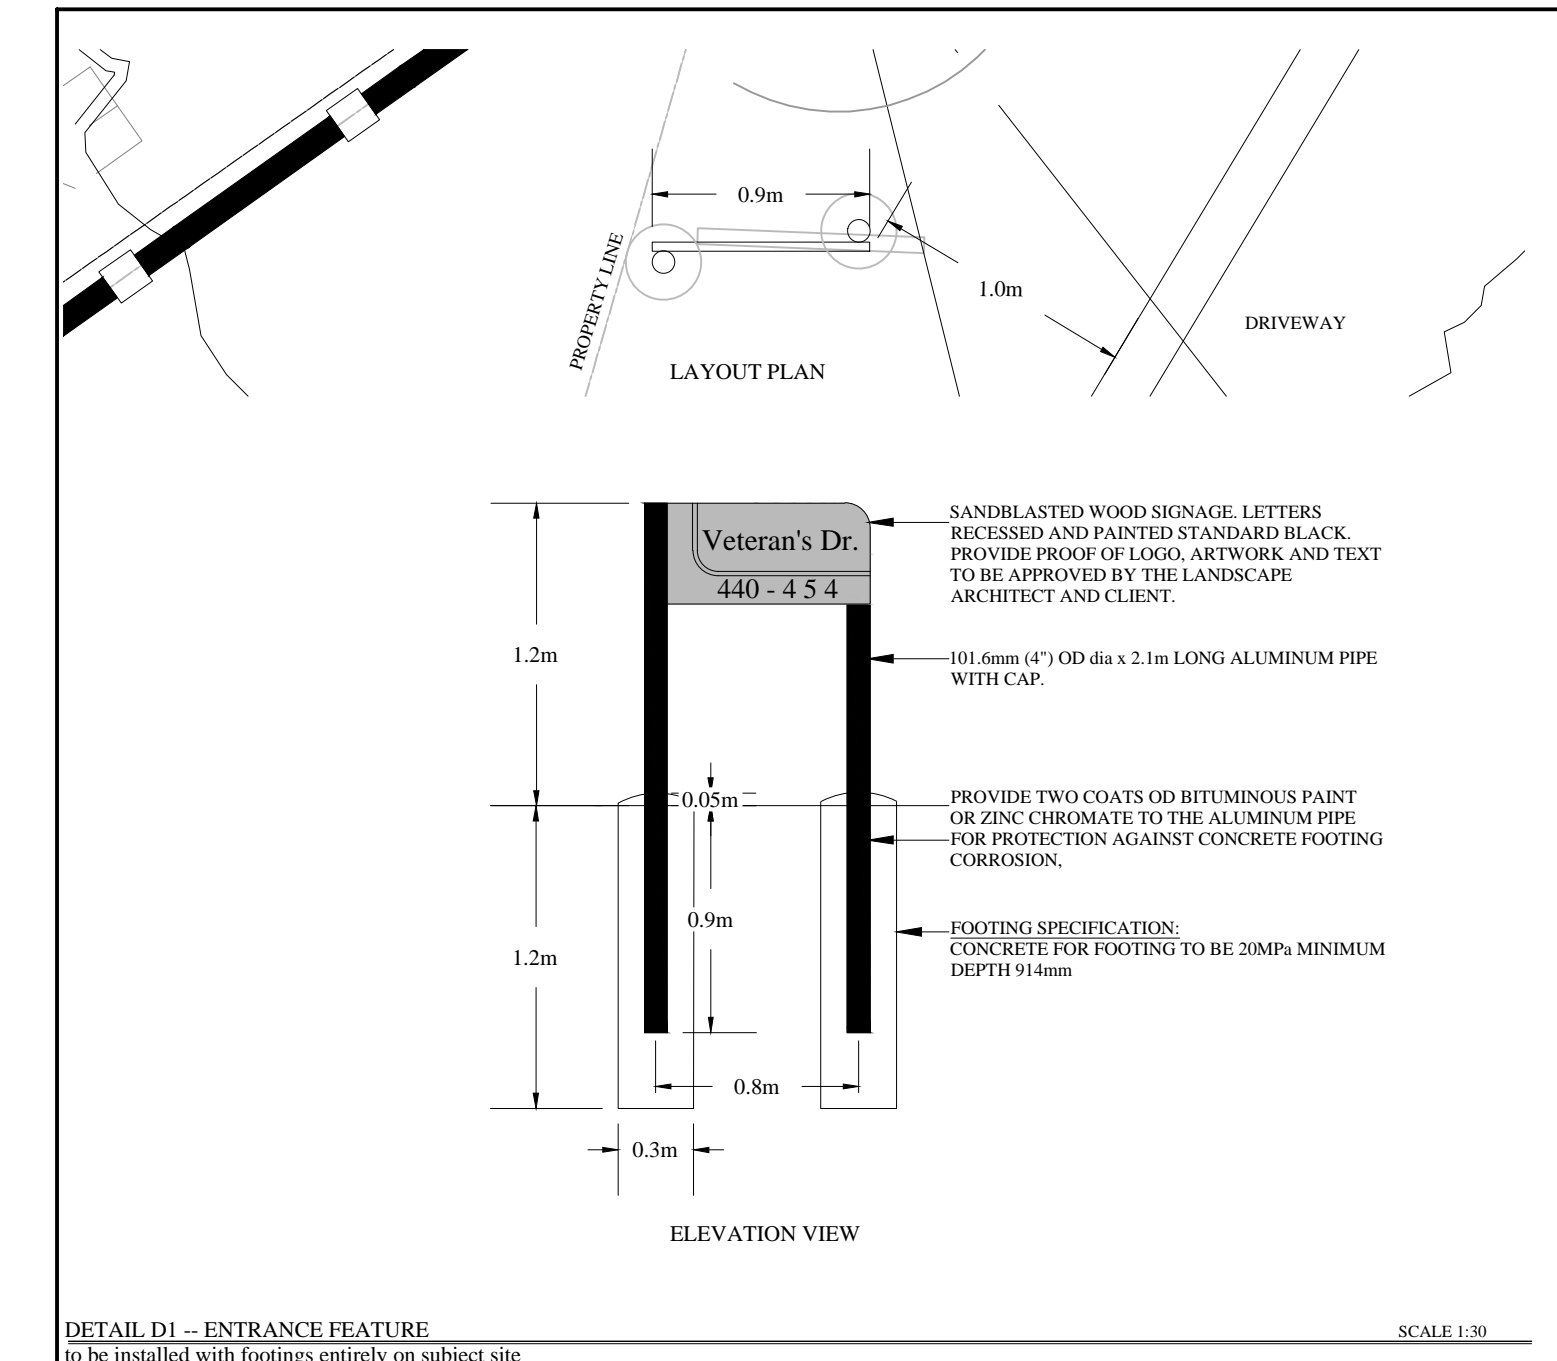 0.9m
PROPERTY LINE
1.0m
DRIVEWAY
LAYOUT PLAN
Veteran's Dr.
440 - 4 5 4
SANDBLASTED WOOD SIGNAGE. LETTERS
RECESSED AND PAINTED STANDARD BLACK.
PROVIDE PROOF OF LOGO, ARTWORK AND TEXT
TO BE APPROVED BY THE LANDSCAPE
ARCHITECT AND CLIENT.
1.2m
101.6mm (4") OD dia x 2.1m LONG ALUMINUM PIPE
WITH CAP.
0.05m
PROVIDE TWO COATS OD BITUMINOUS PAINT
OR ZINC CHROMATE TO THE ALUMINUM PIPE
FOR PROTECTION AGAINST CONCRETE FOOTING
CORROSION,
0.9m
1.2m
FOOTING SPECIFICATION:
CONCRETE FOR FOOTING TO BE 20MPa MINIMUM
DEPTH 914mm
0.8m
0.3m
ELEVATION VIEW
DETAIL D1 -- ENTRANCE FEATURE
SCALE 1:30
to be installed with footings entirely on subject site